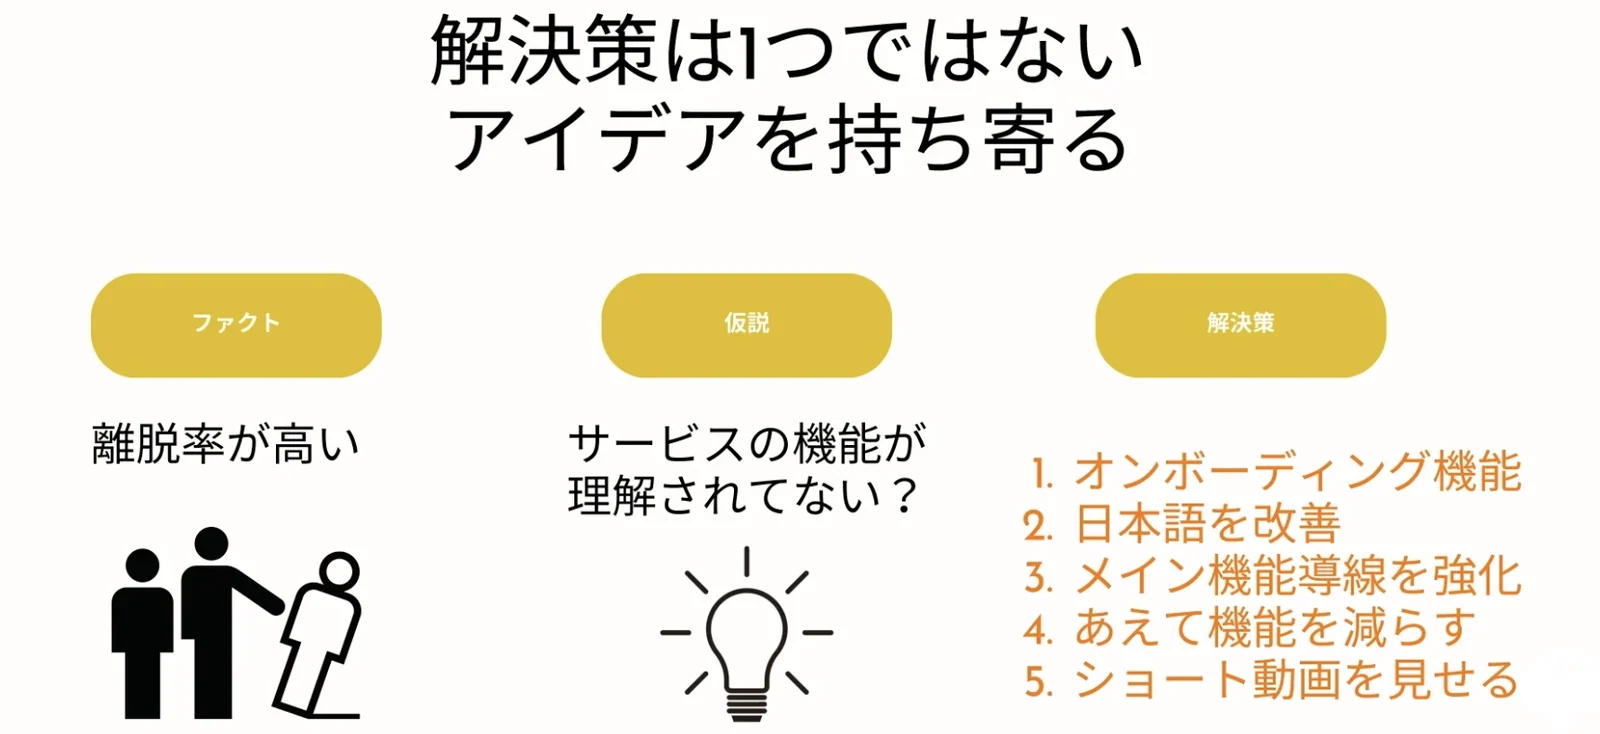 解決策は1つではない
アイデアを持ち寄る
ファクト
離脱率が高い
仮説
サービスの機能が
理解されてない？
解決策
1. オンボーディング機能
2. 日本語を改善
3. メイン機能導線を強化
4. あえて機能を減らす
5. ショート動画を見せる